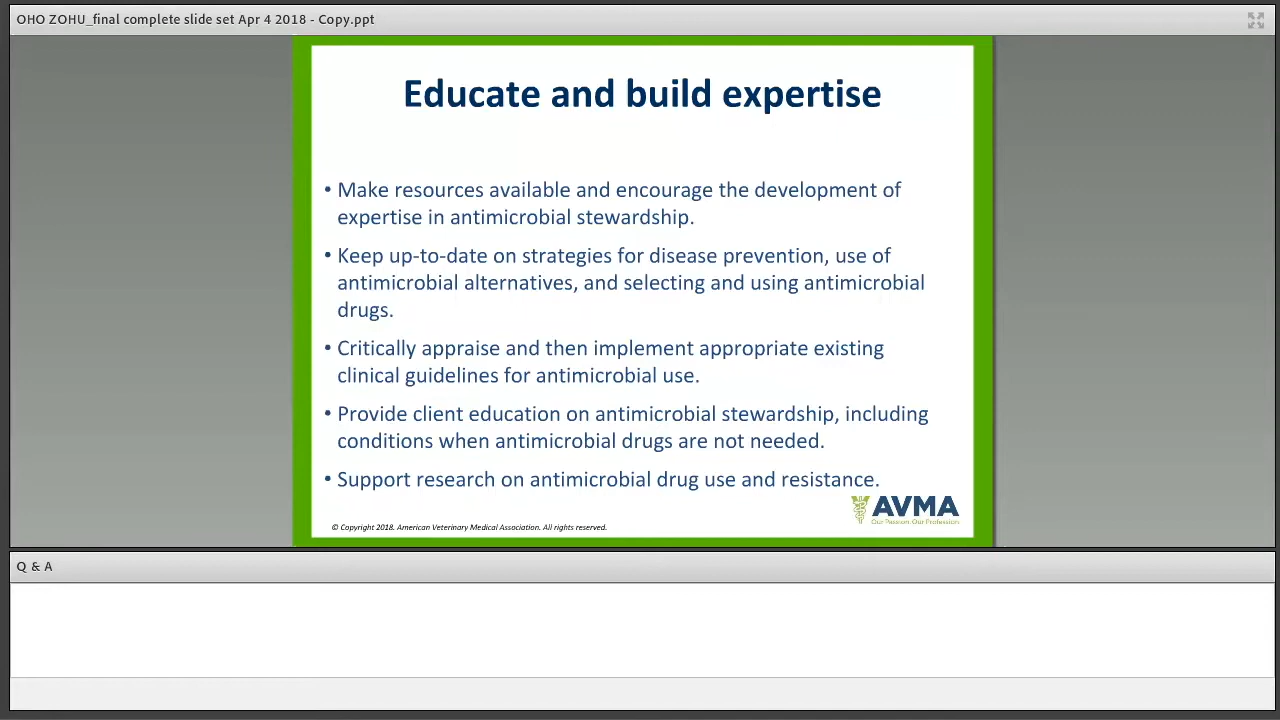 OHO ZOHU_final complete slide set Apr 4 2018 - Copy.ppt
Educate and build expertise
• Make resources available and encourage the development of
expertise in antimicrobial stewardship.
• Keep up-to-date on strategies for disease prevention, use of
antimicrobial alternatives, and selecting and using antimicrobial
drugs.
• Critically appraise and then implement appropriate existing
clinical guidelines for antimicrobial use.
• Provide client education on antimicrobial stewardship, including
conditions when antimicrobial drugs are not needed.
• Support research on antimicrobial drug use and resistance.
AVMA
Our Passion. Our Profession.
© Copyright 2018. American Veterinary Medical Association. All rights reserved.
Q & A